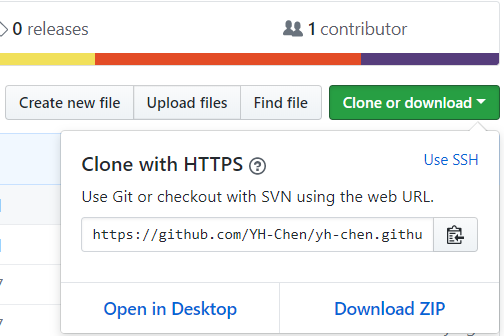 0 releases
1 contributor
Create new file
Upload files
Find file
Clone or download
Clone with HTTPS ?
Use SSH
Use Git or checkout with SVN using the web URL.
https://github.com/YH-Chen/yh-chen.githu
Open in Desktop
Download ZIP